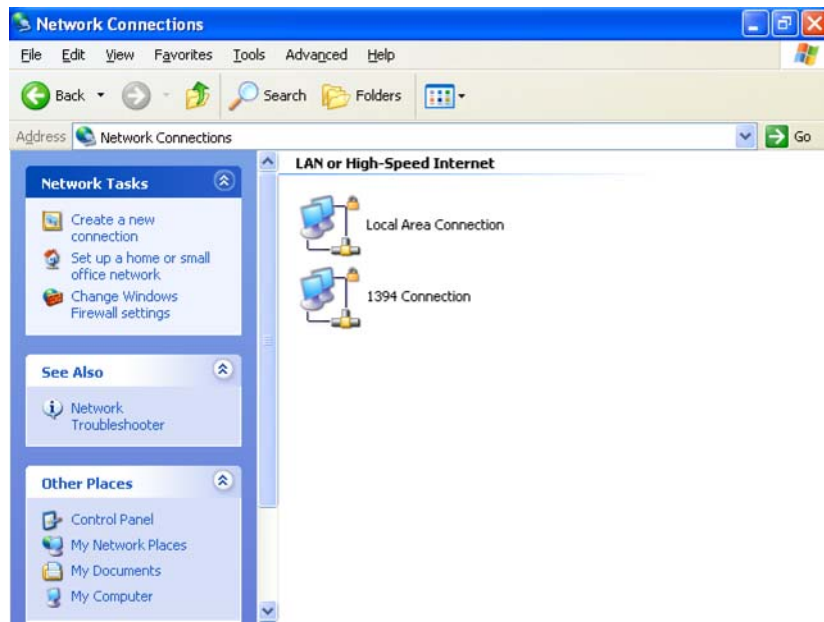 Network Connections
File Edit View Favorites Tools Advanced Help
Back Search Folders
Address Network Connections Go
Network Tasks
Create a new
connection
Set up a home or small
office network
Change Windows
Firewall settings
See Also
Network
Troubleshooter
Other Places
Control Panel
My Network Places
My Documents
My Computer
LAN or High-Speed Internet
Local Area Connection
1394 Connection